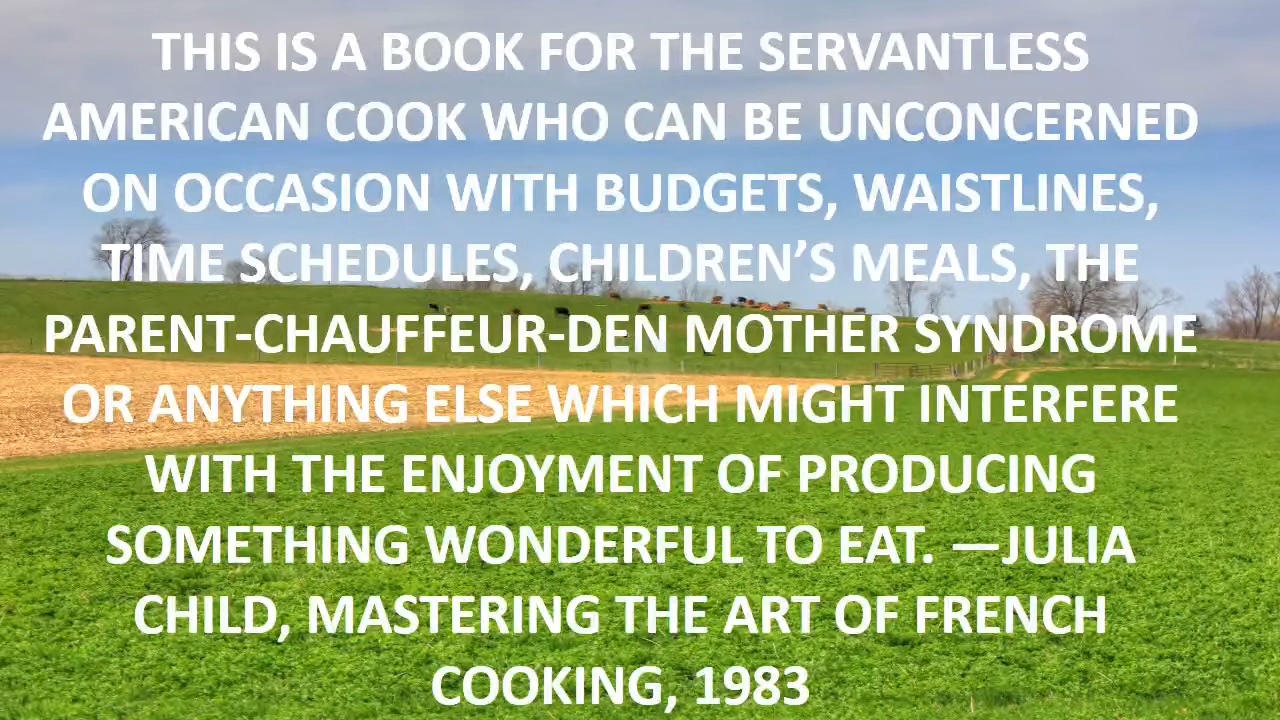 THIS IS A BOOK FOR THE SERVANTLESS
AMERICAN COOK WHO CAN BE UNCONCERNED
ON OCCASION WITH BUDGETS, WAISTLINES,
TIME SCHEDULES, CHILDREN’S MEALS, THE
PARENT-CHAUFFEUR-DEN MOTHER SYNDROME
OR ANYTHING ELSE WHICH MIGHT INTERFERE
WITH THE ENJOYMENT OF PRODUCING
SOMETHING WONDERFUL TO EAT. —JULIA
CHILD, MASTERING THE ART OF FRENCH
COOKING, 1983